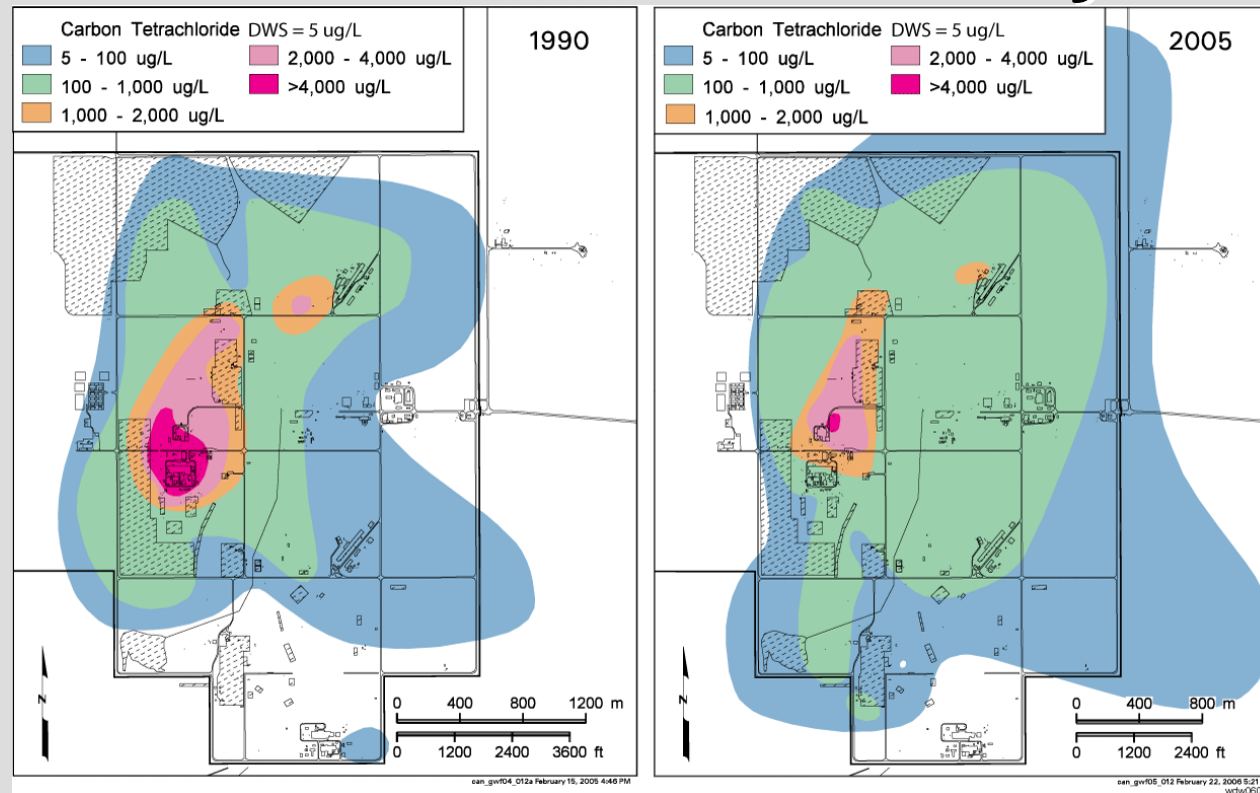 Carbon Tetrachloride DWS = 5 ug/L
5 - 100 ug/L
2,000 - 4,000 ug/L
100 - 1,000 ug/L
>4,000 ug/L
1,000 - 2,000 ug/L
1990
N
0 400 800 1200 m
0 1200 2400 3600 ft
can_gwf04_012a February 15, 2005 4:46 PM
Carbon Tetrachloride DWS = 5 ug/L
5 - 100 ug/L
2,000 - 4,000 ug/L
100 - 1,000 ug/L
>4,000 ug/L
1,000 - 2,000 ug/L
2005
N
0 400 800 m
0 1200 2400 ft
can_gwf05_012 February 22, 2006 5:21